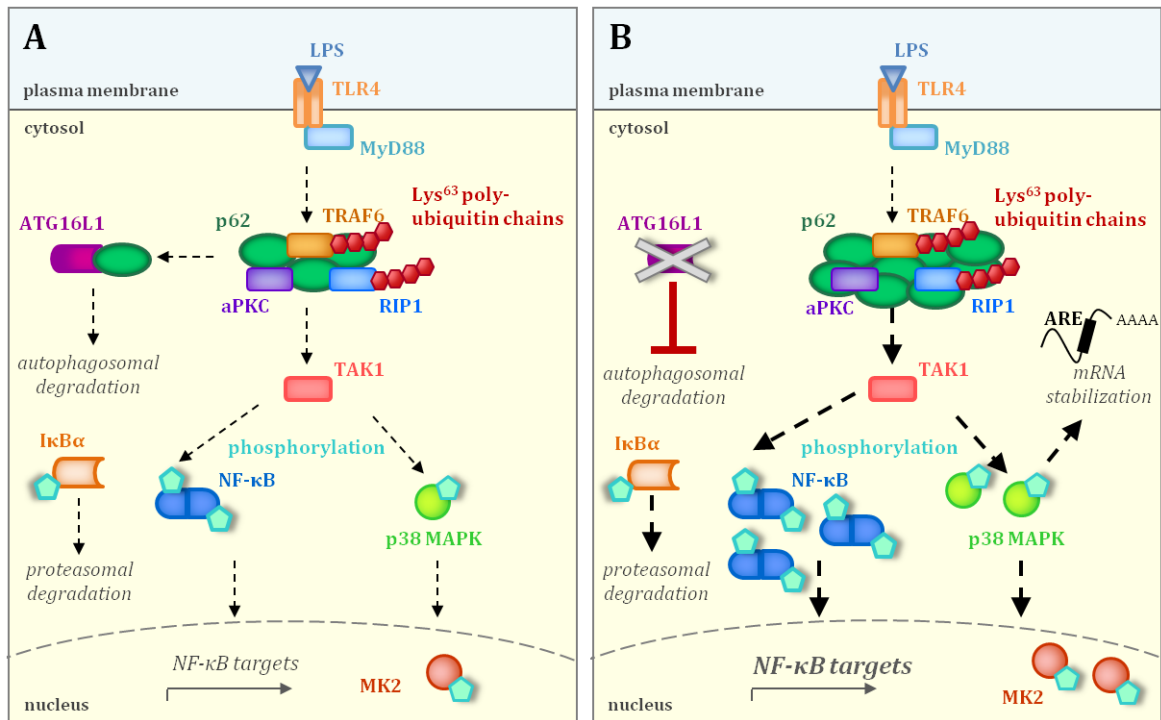 A
LPS
TLR4
plasma membrane
cytosol
MyD88
Lys⁶³ poly-
ubiquitin chains
p62
TRAF6
ATG16L1
aPKC
RIP1
autophagosomal
degradation
TAK1
IκBα
phosphorylation
NF-κB
p38 MAPK
proteasomal
degradation
NF-κB targets
MK2
nucleus
B
LPS
TLR4
plasma membrane
cytosol
MyD88
Lys⁶³ poly-
ubiquitin chains
p62
TRAF6
ATG16L1
aPKC
RIP1
ARE
AAAA
autophagosomal
degradation
TAK1
mRNA
stabilization
IκBα
phosphorylation
NF-κB
p38 MAPK
proteasomal
degradation
NF-κB targets
MK2
nucleus